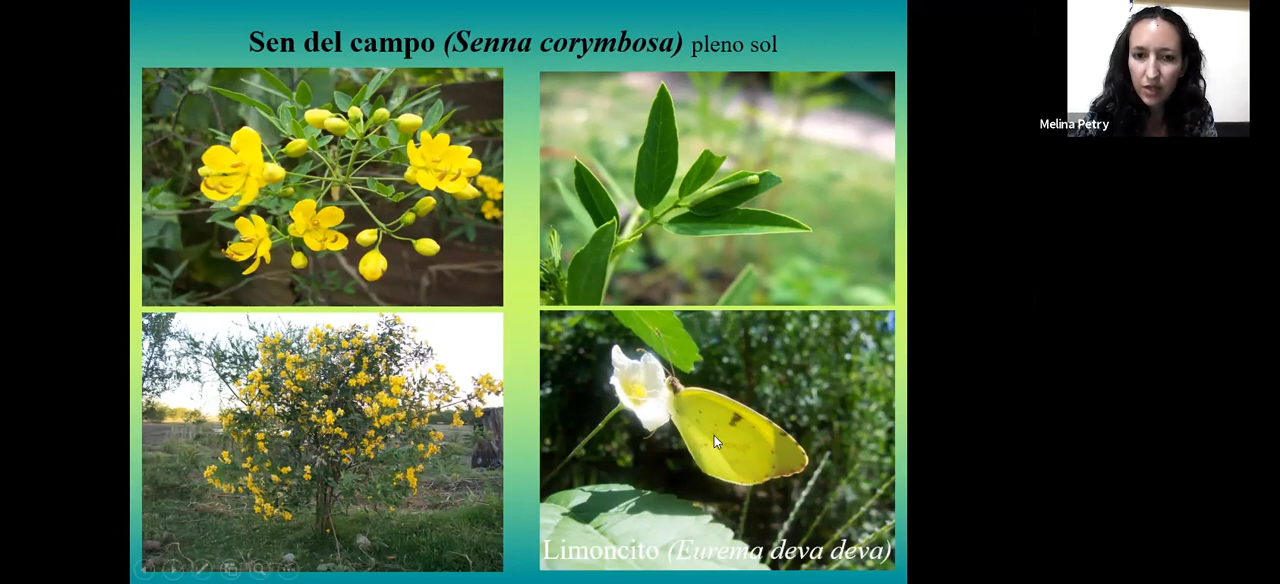 Sen del campo (Senna corymbosa) pleno sol
Melina Petry
Limoncito (Eurema deva deva)